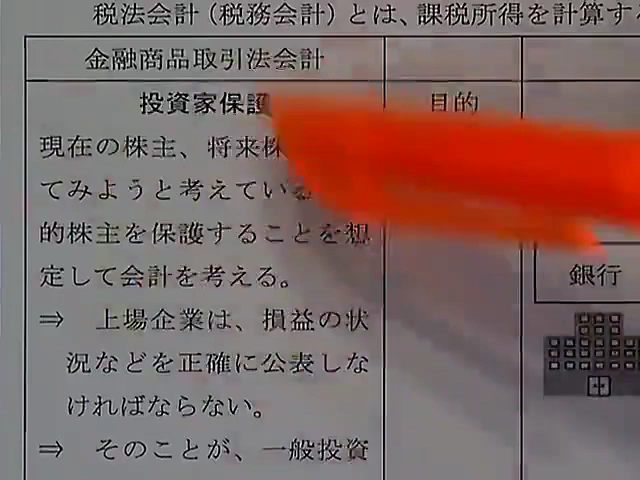 税法会計(税務会計)とは、課税所得を計算す
金融商品取引法会計
投資家保護
目的
現在の株主、将来株
てみようと考えてい
的株主を保護することを想
定して会計を考える。
銀行
⇒ 上場企業は、損益の状
況などを正確に公表しな
ければならない。
⇒ そのことが、一般投資